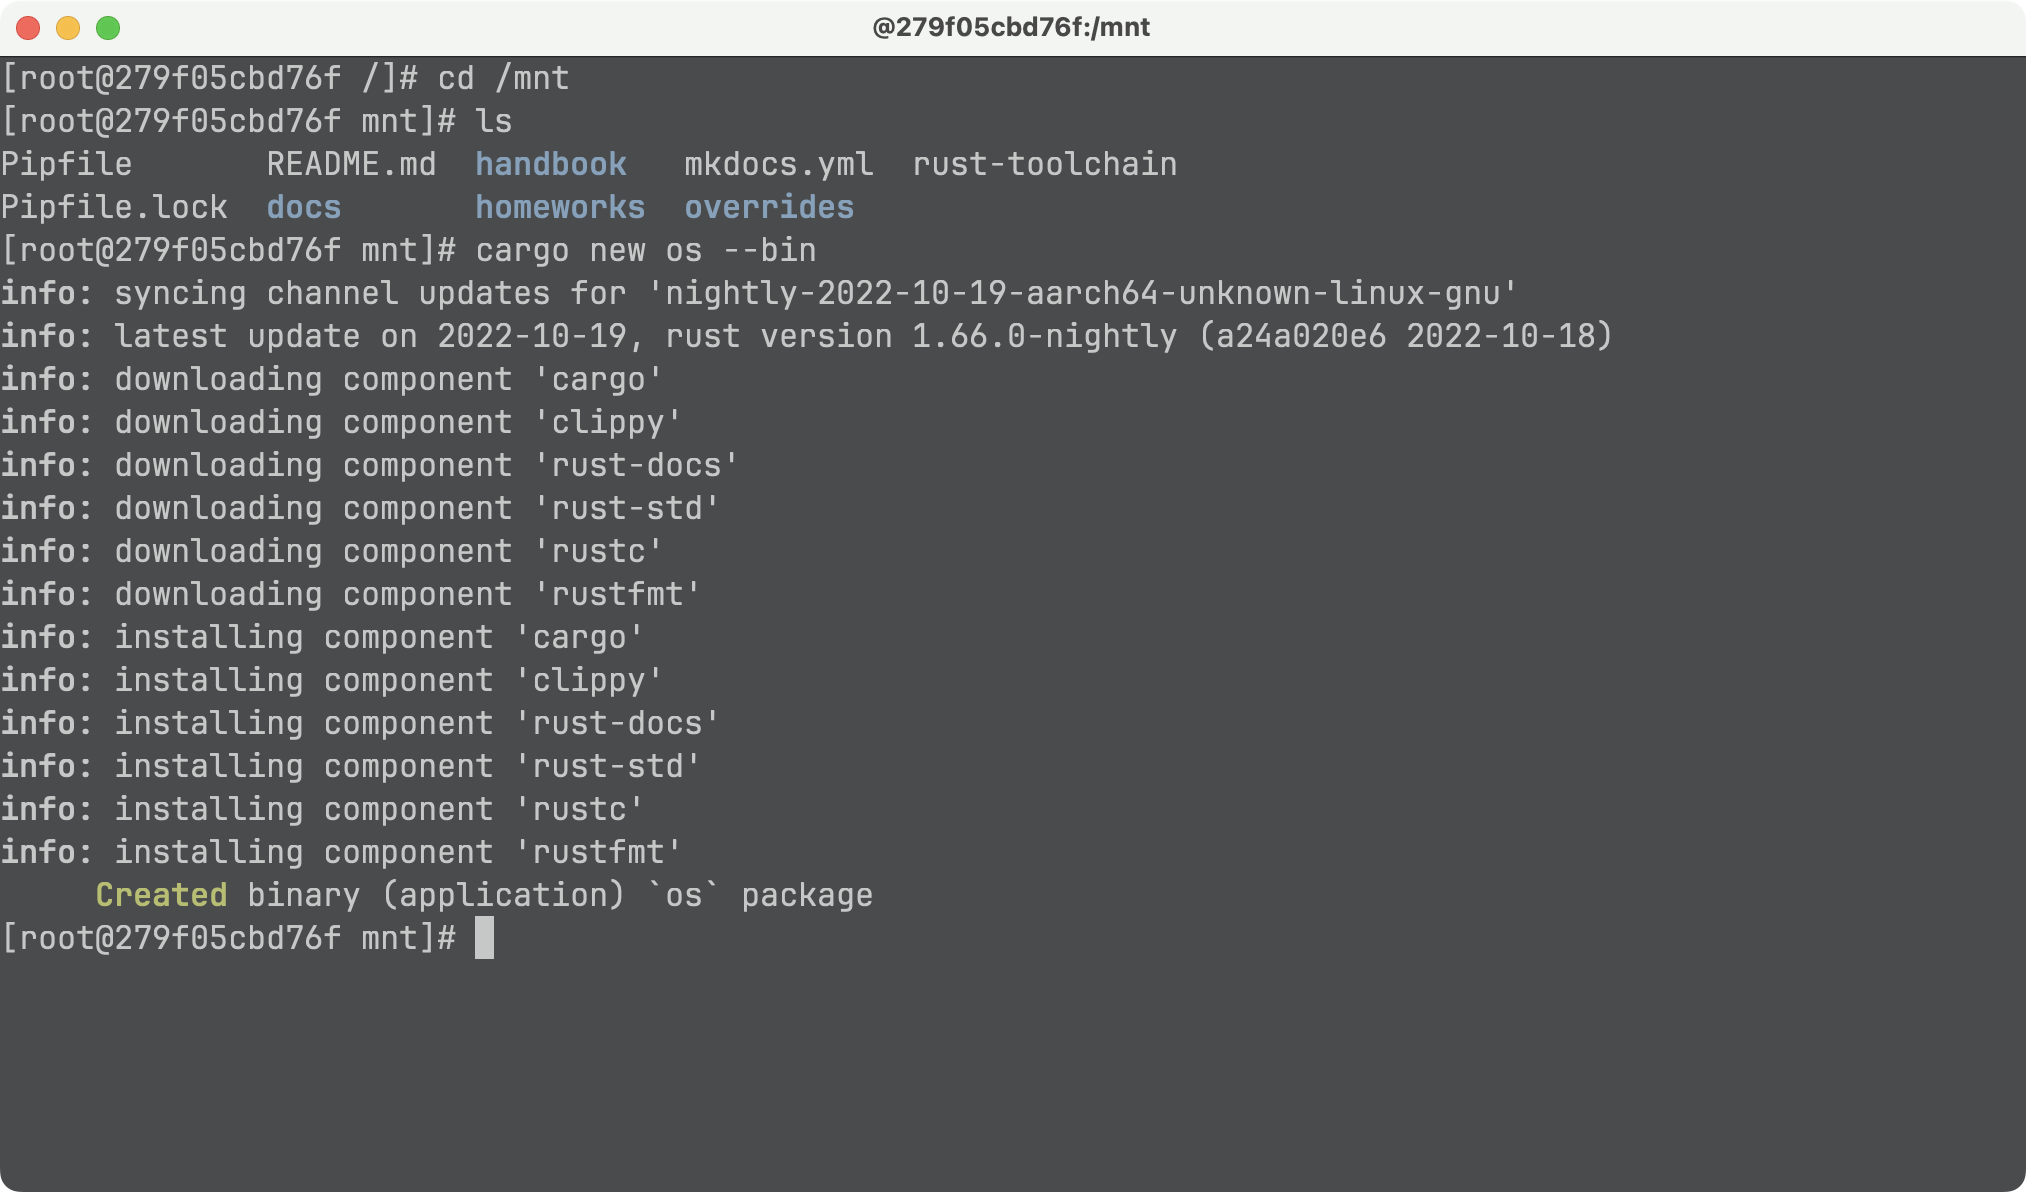 @279f05cbd76f:/mnt
[root@279f05cbd76f /]# cd /mnt
[root@279f05cbd76f mnt]# ls
Pipfile       README.md  handbook   mkdocs.yml  rust-toolchain
Pipfile.lock  docs       homeworks  overrides
[root@279f05cbd76f mnt]# cargo new os --bin
info: syncing channel updates for 'nightly-2022-10-19-aarch64-unknown-linux-gnu'
info: latest update on 2022-10-19, rust version 1.66.0-nightly (a24a020e6 2022-10-18)
info: downloading component 'cargo'
info: downloading component 'clippy'
info: downloading component 'rust-docs'
info: downloading component 'rust-std'
info: downloading component 'rustc'
info: downloading component 'rustfmt'
info: installing component 'cargo'
info: installing component 'clippy'
info: installing component 'rust-docs'
info: installing component 'rust-std'
info: installing component 'rustc'
info: installing component 'rustfmt'
     Created binary (application) `os` package
[root@279f05cbd76f mnt]#